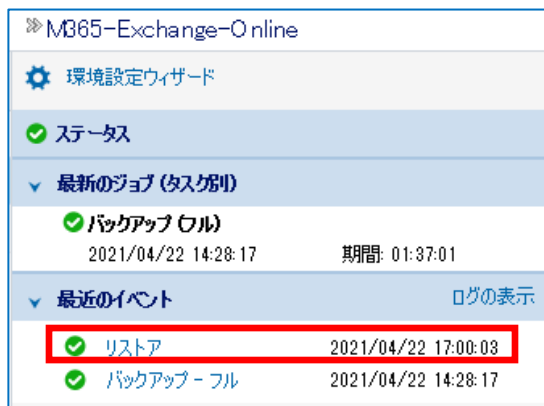 M365-Exchange-Online
環境設定ウィザード
ステータス
最新のジョブ (タスク別)
バックアップ (フル)
2021/04/22 14:28:17 期間: 01:37:01
最近のイベント ログの表示
リストア 2021/04/22 17:00:03
バックアップ - フル 2021/04/22 14:28:17